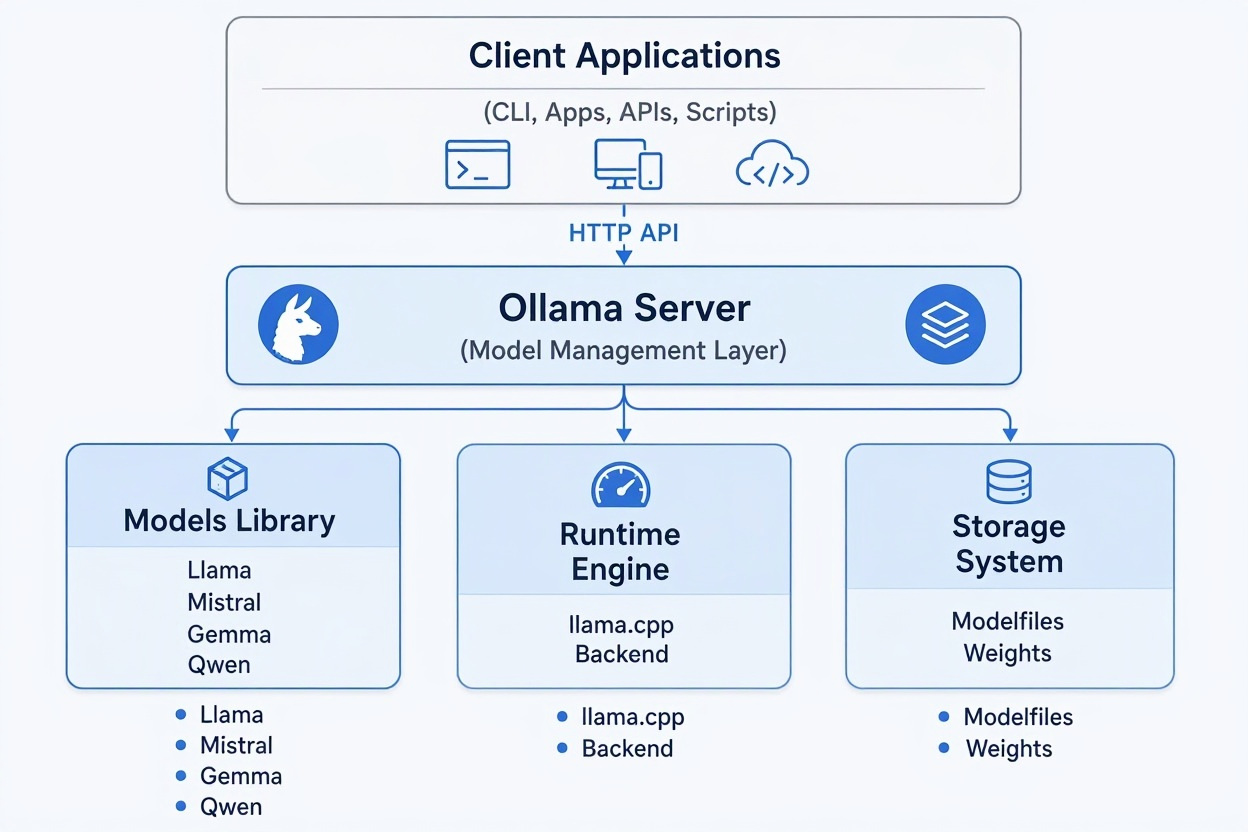 Client Applications
(CLI, Apps, APIs, Scripts)
>_
</>
HTTP API
Ollama Server
(Model Management Layer)
Models Library
Llama
Mistral
Gemma
Qwen
Runtime
Engine
llama.cpp
Backend
Storage
System
Modelfiles
Weights
• Llama
• Mistral
• Gemma
• Qwen
• llama.cpp
• Backend
• Modelfiles
• Weights